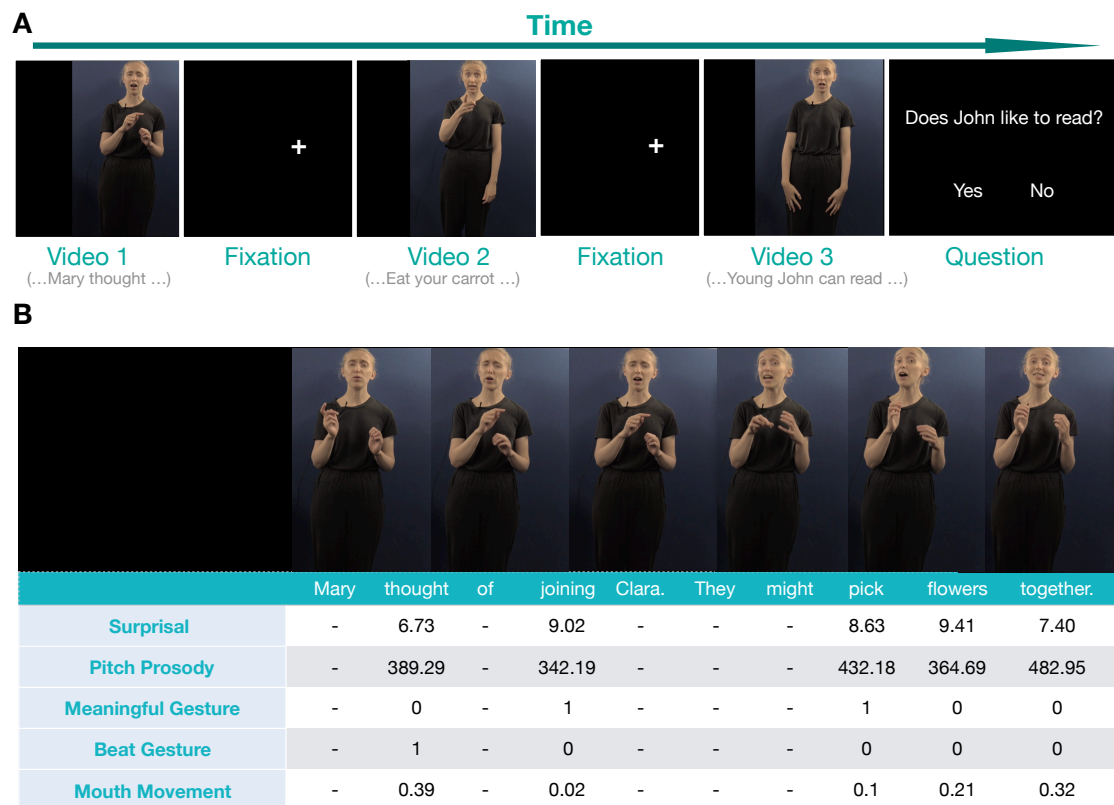 A
Time
+
+
Does John like to read?
Yes No
Video 1 Fixation Video 2 Fixation Video 3 Question
(...Mary thought ...) (...Eat your carrot ...) (...Young John can read ...)
B
Mary thought of joining Clara. They might pick flowers together.
Surprisal - 6.73 - 9.02 - - - 8.63 9.41 7.40
Pitch Prosody - 389.29 - 342.19 - - - 432.18 364.69 482.95
Meaningful Gesture - 0 - 1 - - - 1 0 0
Beat Gesture - 1 - 0 - - - 0 0 0
Mouth Movement - 0.39 - 0.02 - - - 0.1 0.21 0.32